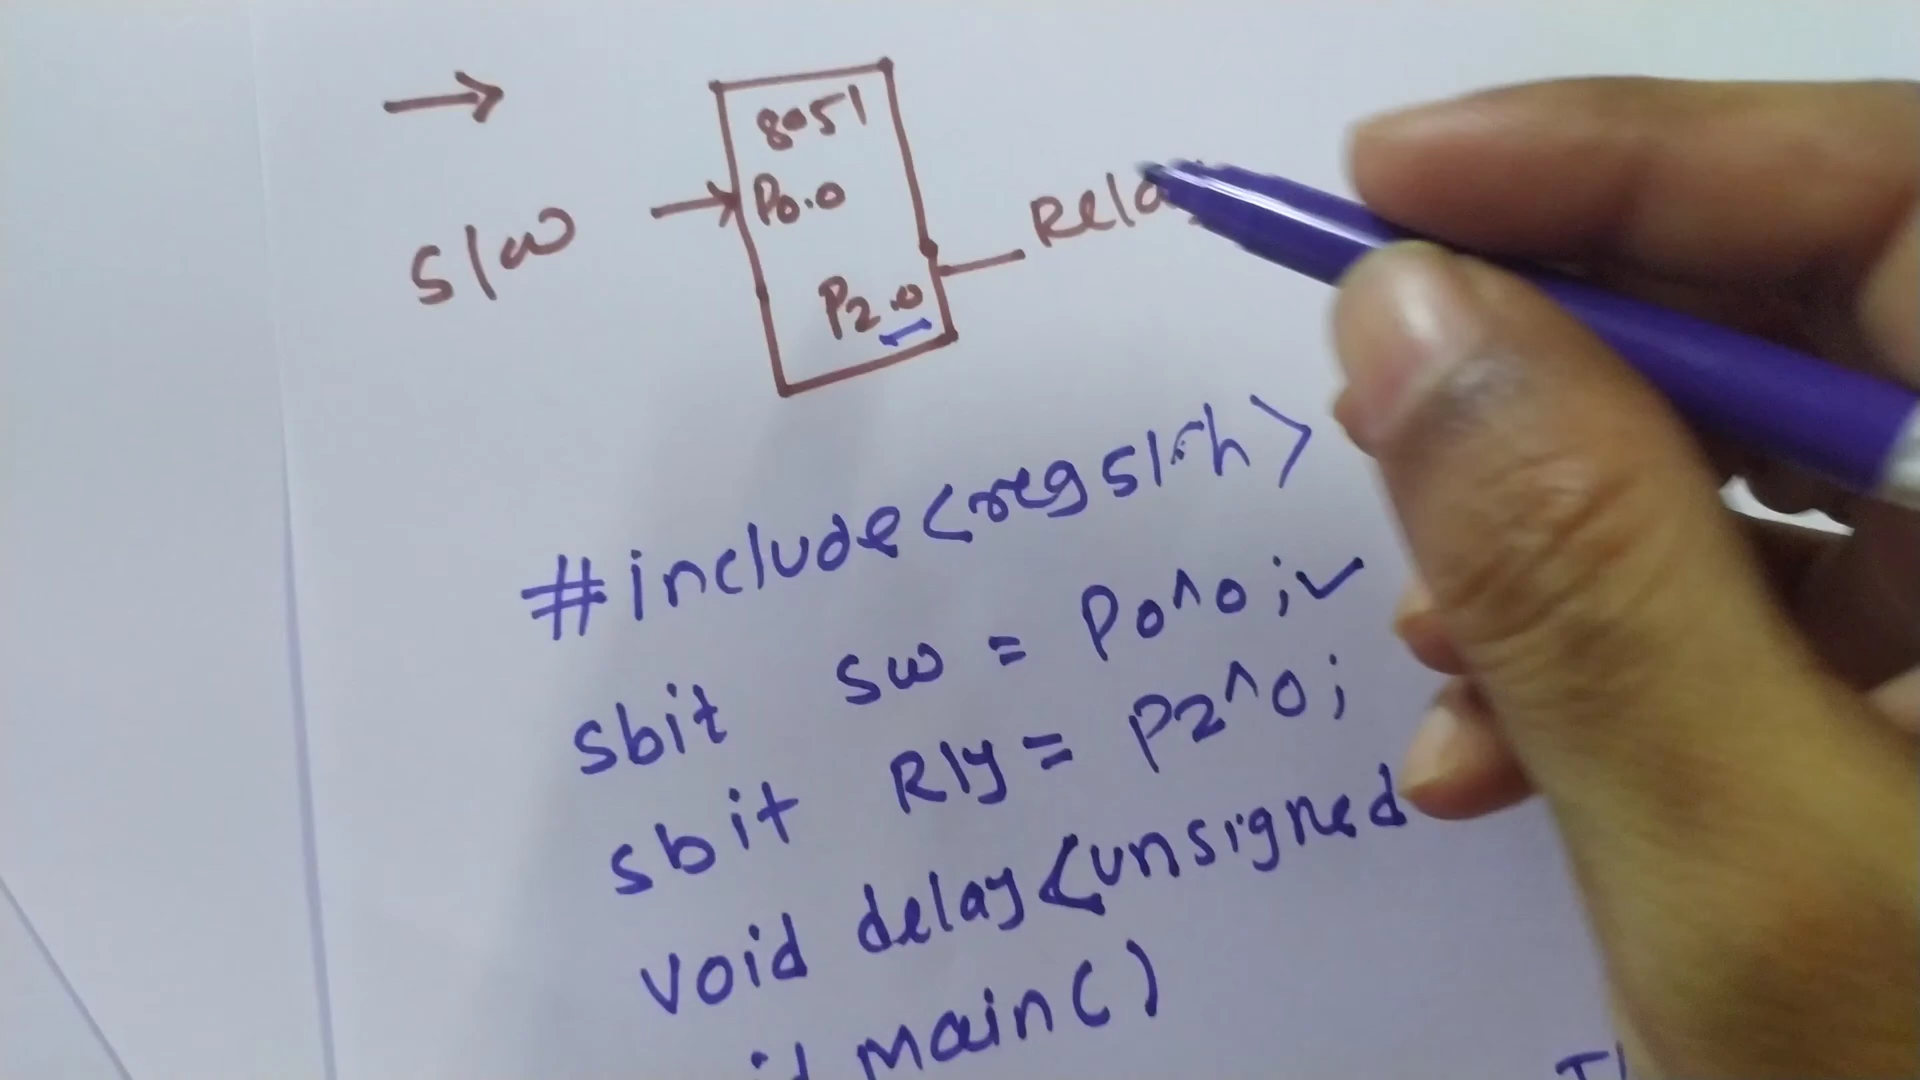 8051
S/W → P0.0
Rela
P2.0
#include<reg51.h>
sbit sw = P0^0;
sbit Rly = P2^0;
void delay(unsigned
main()